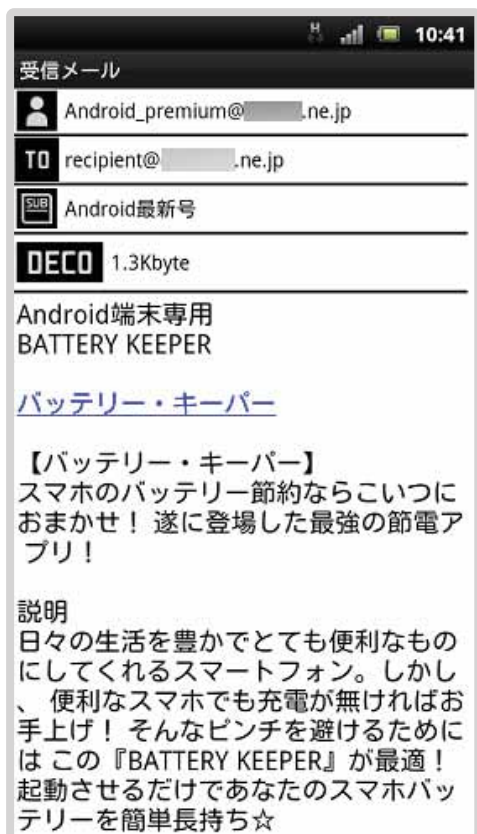 H 10:41
受信メール
Android_premium@ .ne.jp
TO recipient@ .ne.jp
SUB Android最新号
DECO 1.3Kbyte
Android端末専用
BATTERY KEEPER
バッテリー・キーパー
【バッテリー・キーパー】
スマホのバッテリー節約ならこいつに
おまかせ！ 遂に登場した最強の節電ア
プリ！
説明
日々の生活を豊かでとても便利なもの
にしてくれるスマートフォン。しかし
、 便利なスマホでも充電が無ければお
手上げ！ そんなピンチを避けるために
は この『BATTERY KEEPER』が最適！
起動させるだけであなたのスマホバッ
テリーを簡単長持ち☆